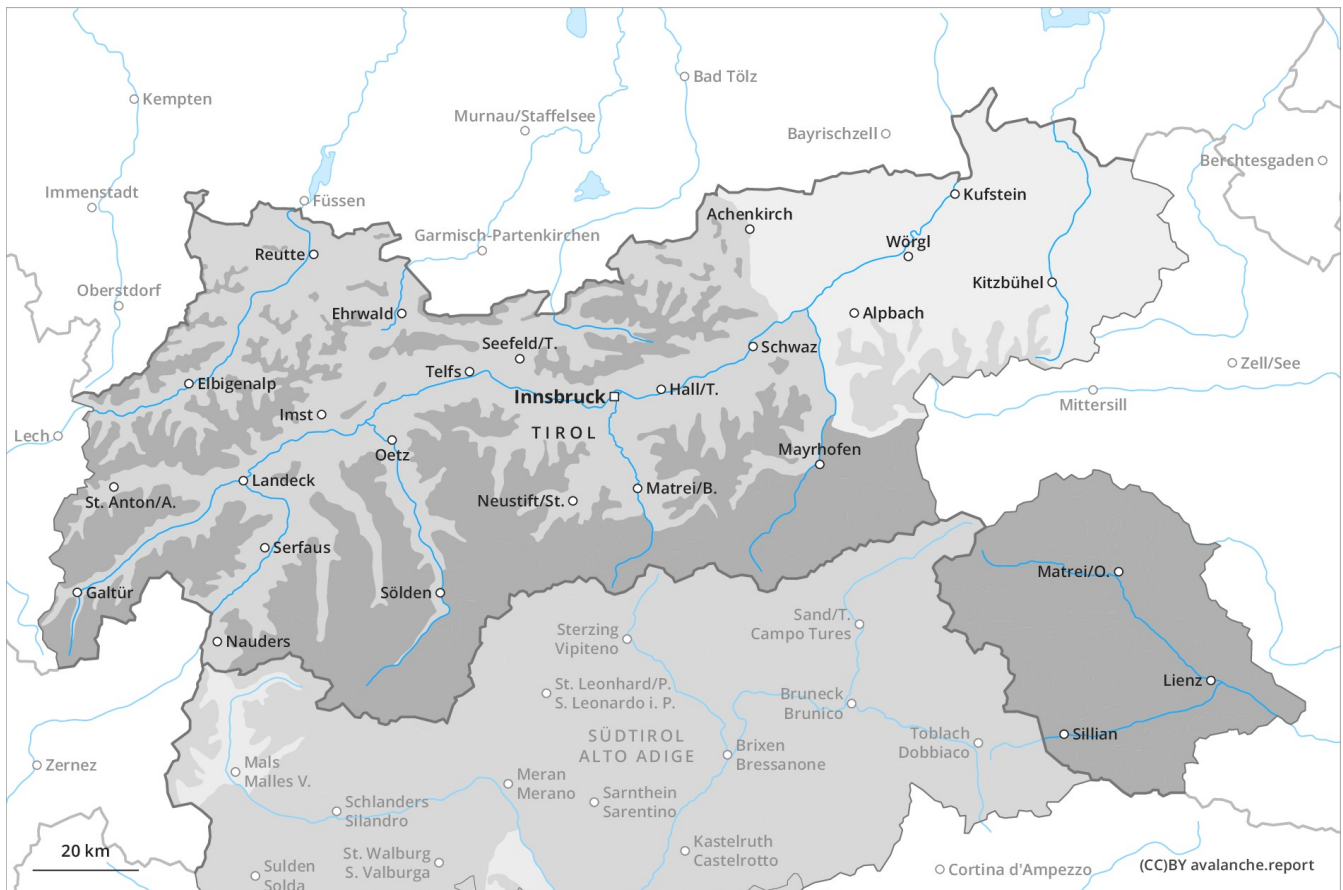 Kempten
Bad Tölz
Murnau/Staffelsee
Bayrischzell
Berchtesgaden
Immenstadt
Füssen
Kufstein
Achenkirch
Garmisch-Partenkirchen
Wörgl
Reutte
Kitzbühel
Oberstdorf
Ehrwald
Alpbach
Seefeld/T.
Schwaz
Zell/See
Telfs
Elbigenalp
Innsbruck
Hall/T.
Mittersill
Imst
TIROL
Lech
Oetz
Mayrhofen
Landeck
St. Anton/A.
Neustift/St.
Matrei/B.
Serfaus
Matrei/O.
Galtür
Sölden
Sand/T.
Campo Tures
Sterzing
Vipiteno
Nauders
Lienz
St. Leonhard/P.
S. Leonardo i. P.
Bruneck
Brunico
SÜDTIROL
ALTO ADIGE
Toblach
Dobbiaco
Sillian
Brixen
Bressanone
Zernez
Mals
Malles V.
Meran
Merano
Sarnthein
Sarentino
Schlanders
Silandro
20 km
St. Walburg
S. Valburga
Kastelruth
Castelrotto
Sulden
Solda
Cortina d'Ampezzo
(CC)BY avalanche.report